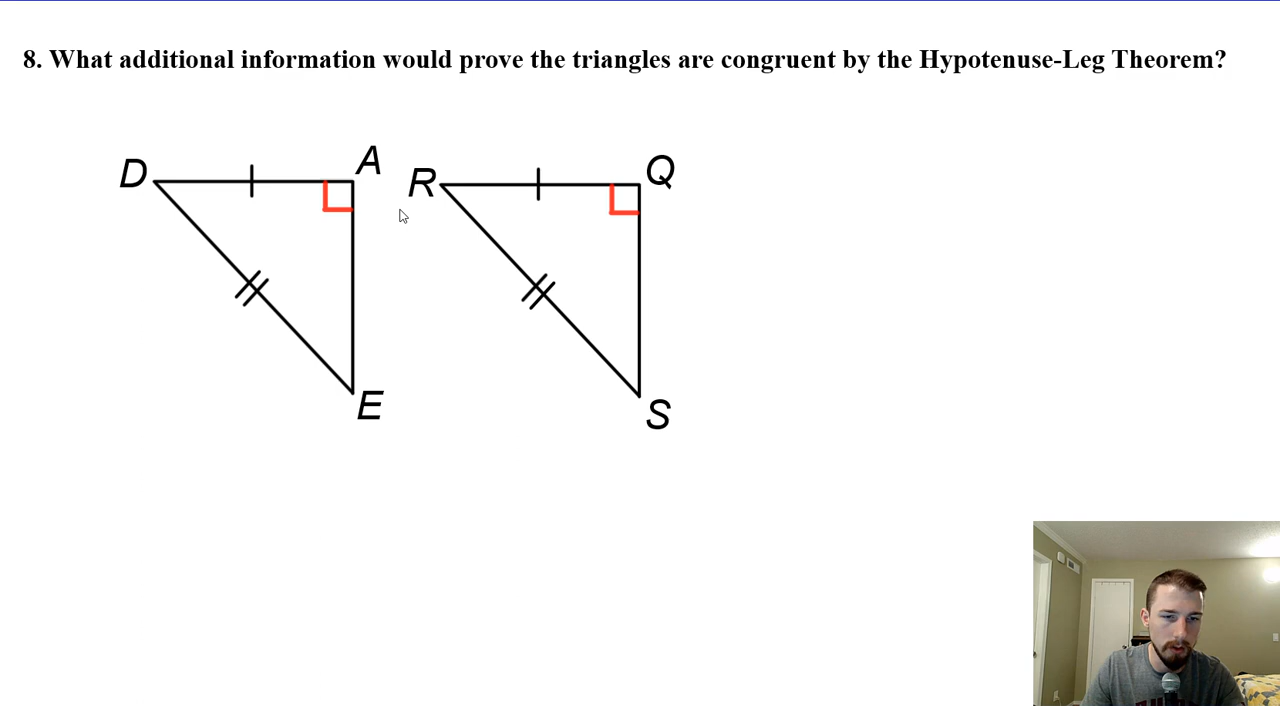 8. What additional information would prove the triangles are congruent by the Hypotenuse-Leg Theorem?
D A R Q
E S